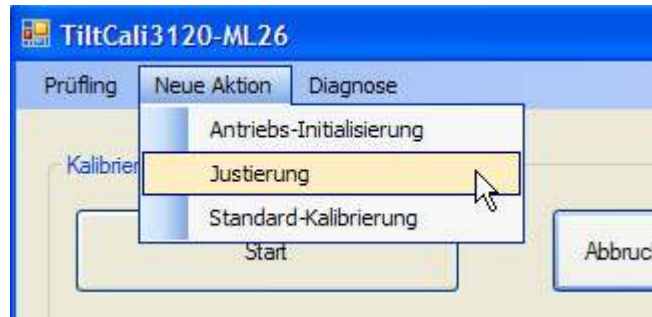 TiltCali3120-ML26
Prüfling Neue Aktion Diagnose
Antriebs-Initialisierung
Justierung
Standard-Kalibrierung
Start